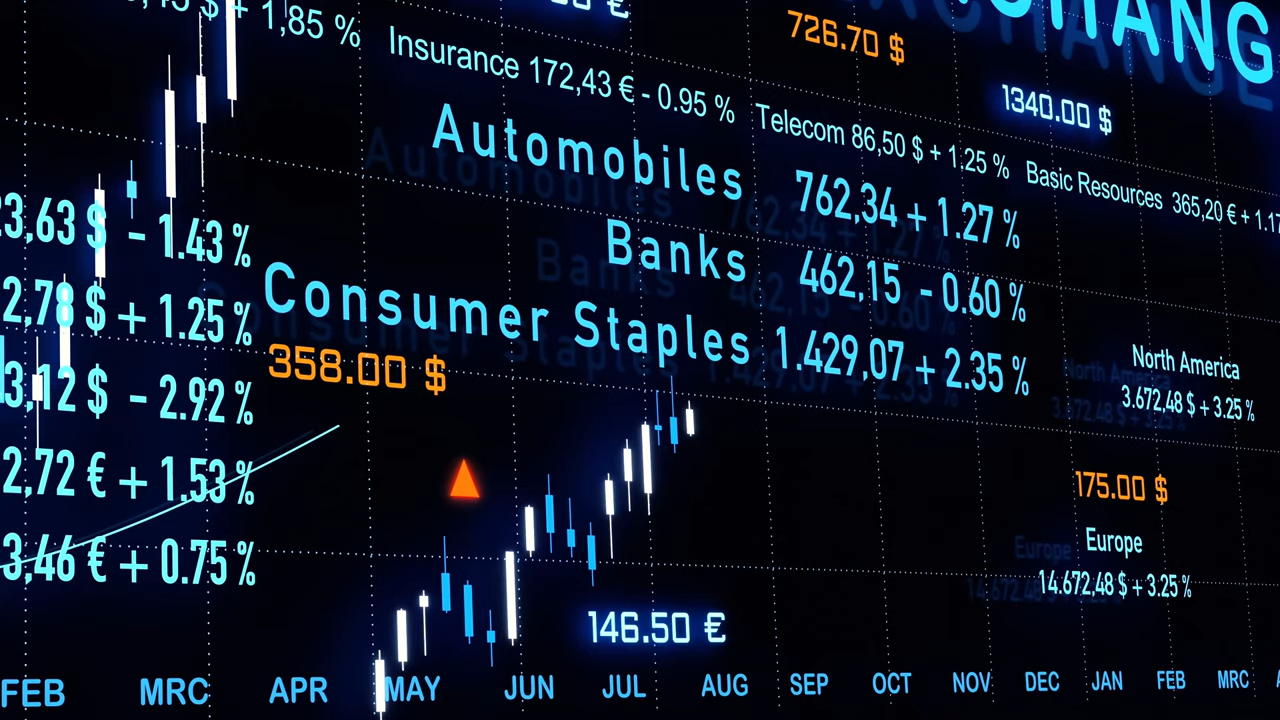 + 1,85 %
Insurance 172,43 € - 0.95 %
Telecom 86,50 $ + 1.25 %
Basic Resources 365,20 € + 1.17
726.70 $
1340.00 $
Automobiles 762,34 + 1.27 %
Banks 462,15 - 0.60 %
Consumer Staples 1.429,07 + 2.35 %
3,63 $ - 1.43 %
2,78 $ + 1.25 %
3,12 $ - 2.92 %
2,72 € + 1.53 %
3,46 € + 0.75 %
358.00 $
North America
3.672,48 $ + 3.25 %
175.00 $
Europe
14.672,48 $ + 3.25 %
146.50 €
FEB MRC APR MAY JUN JUL AUG SEP OCT NOV DEC JAN FEB MRC